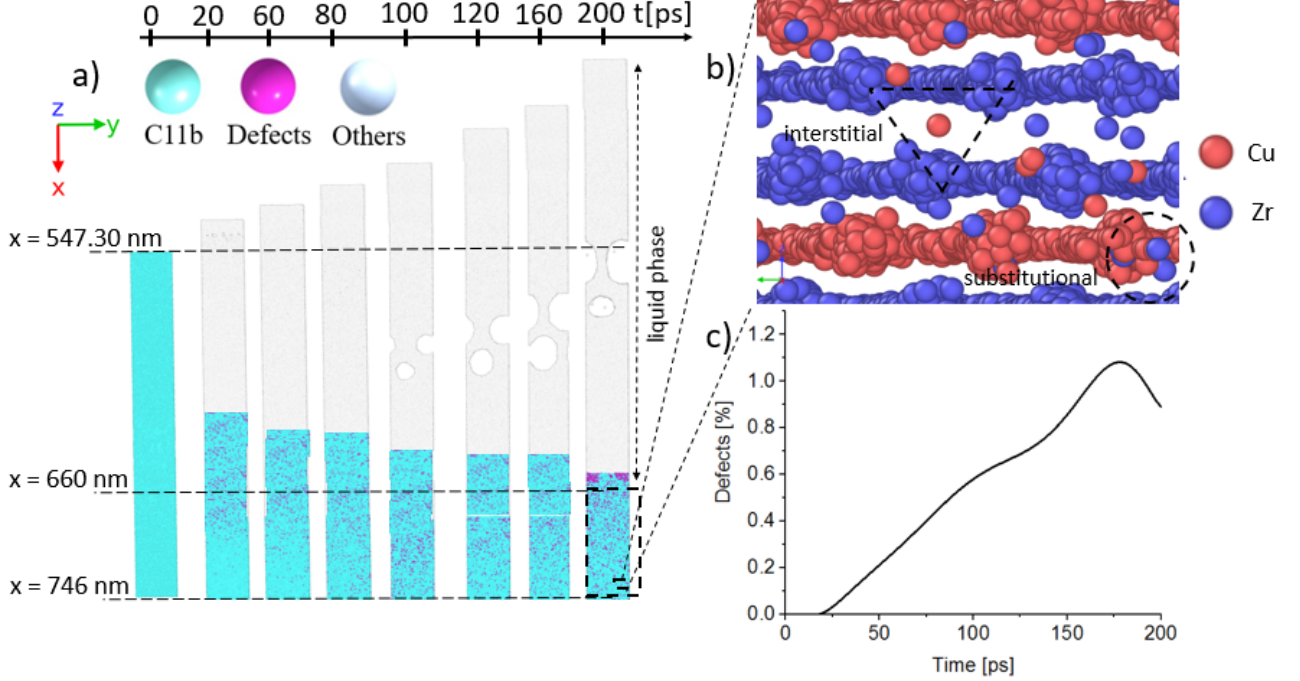 0 20 60 80 100 120 160 200 t[ps]
a)
C11b Defects Others
z
y
x
x = 547.30 nm
x = 660 nm
x = 746 nm
liquid phase
b)
interstitial
substitutional
Cu
Zr
c)
1.2
1.0
0.8
0.6
0.4
0.2
0.0
Defects [%]
0 50 100 150 200
Time [ps]